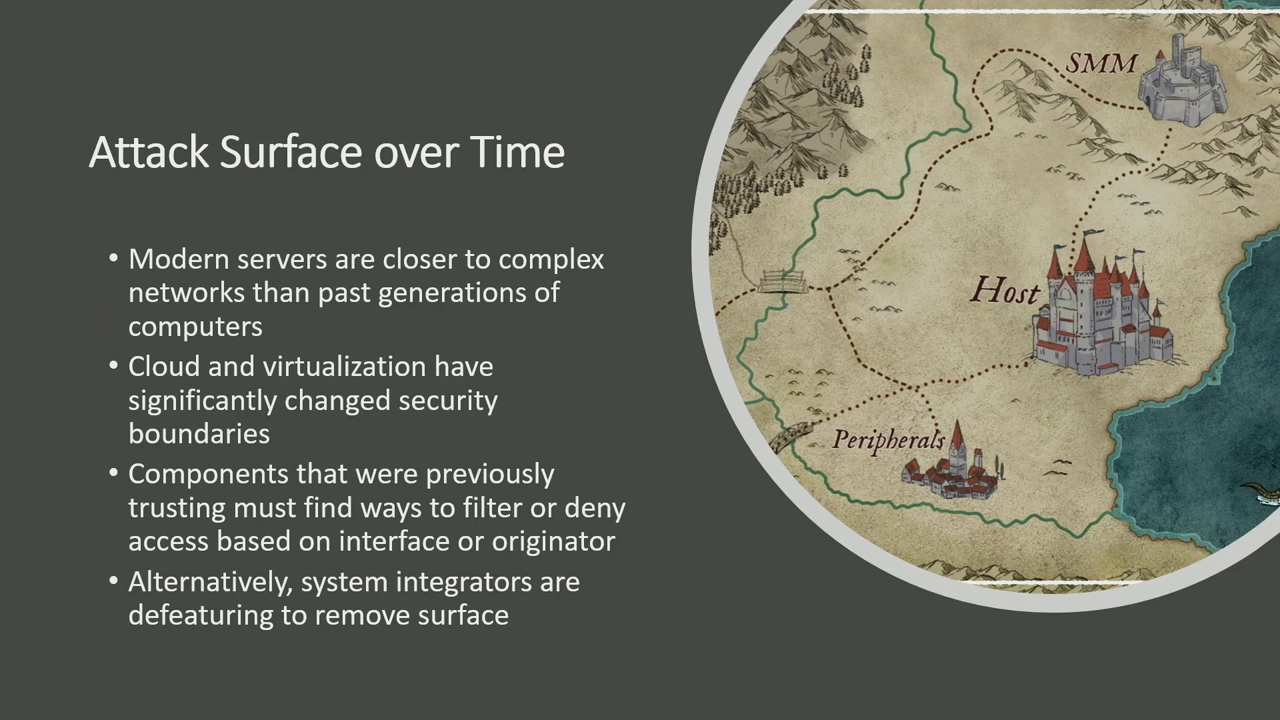 Attack Surface over Time
• Modern servers are closer to complex
networks than past generations of
computers
• Cloud and virtualization have
significantly changed security
boundaries
• Components that were previously
trusting must find ways to filter or deny
access based on interface or originator
• Alternatively, system integrators are
defeaturing to remove surface
SMM
Host
Peripherals